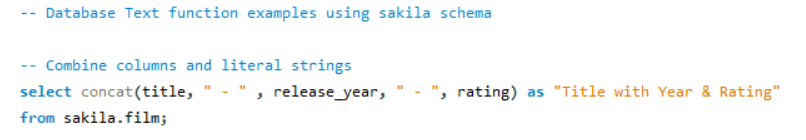 -- Database Text function examples using sakila schema
-- Combine columns and literal strings
select concat(title, " - " , release_year, " - ", rating) as "Title with Year & Rating"
from sakila.film;